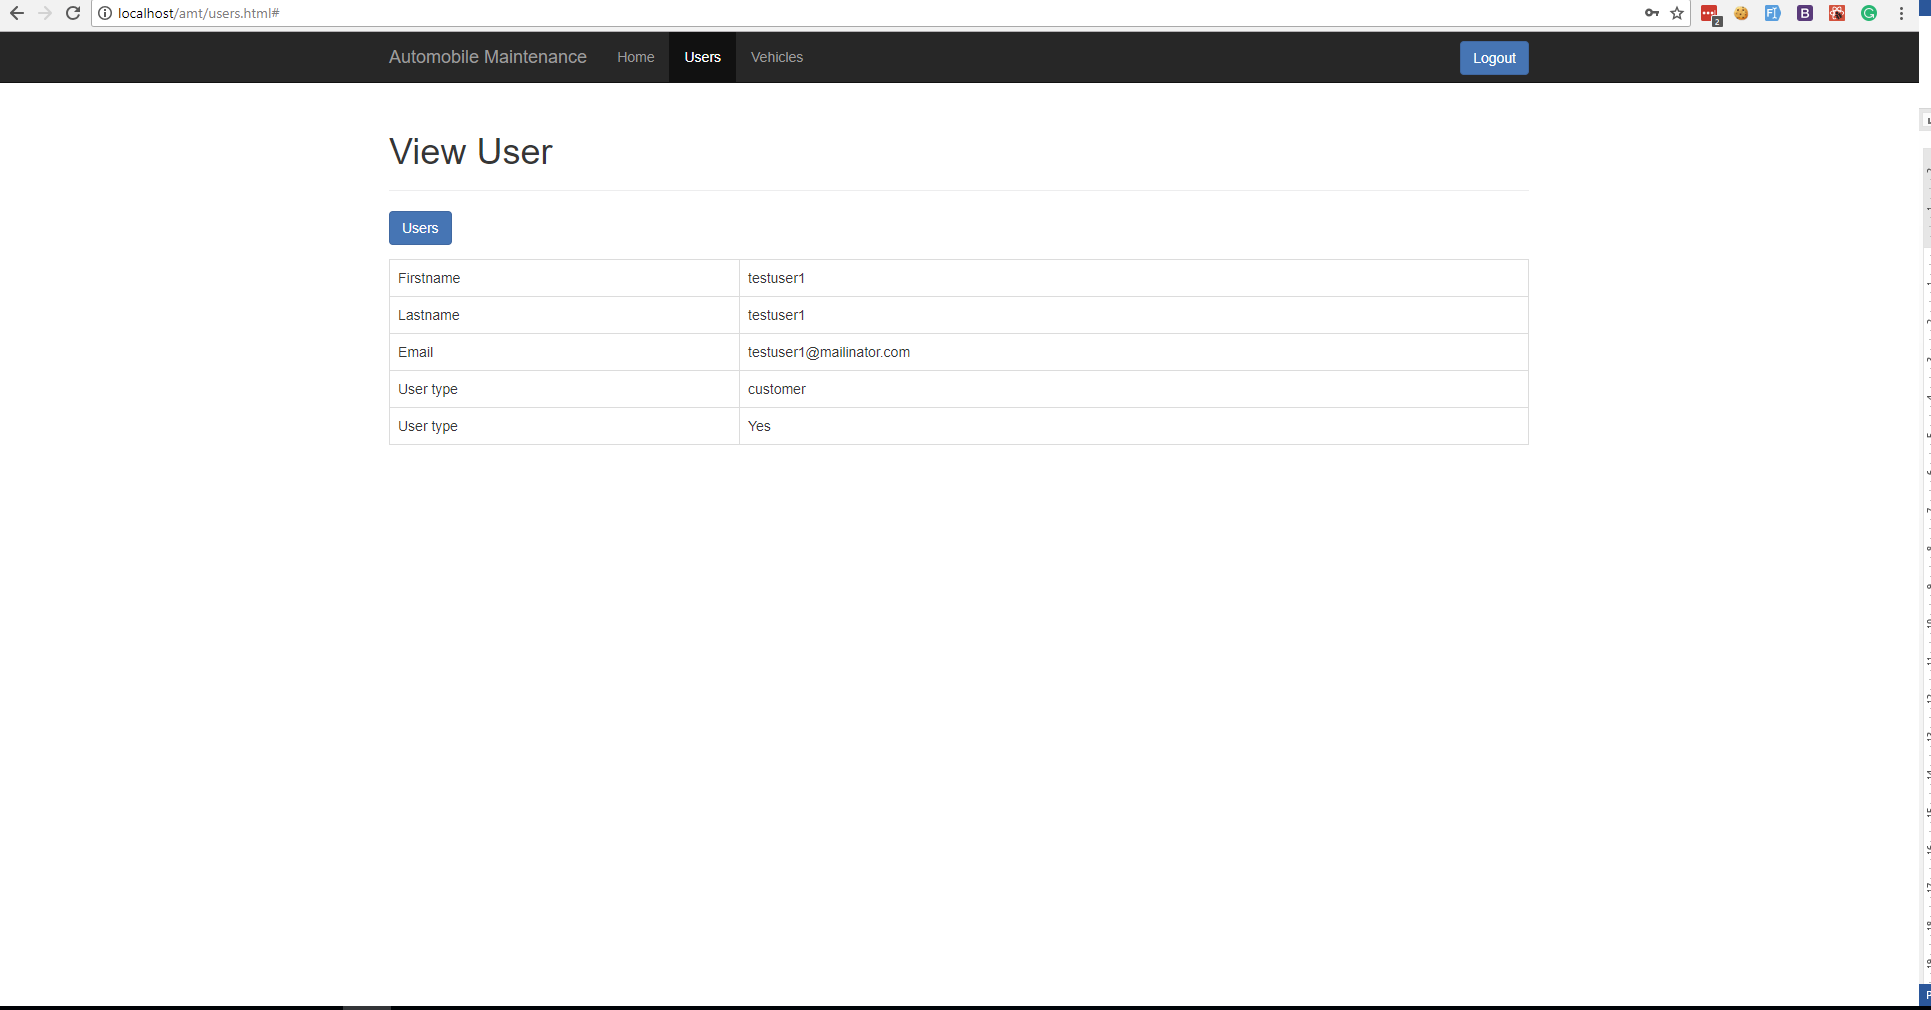 localhost/amt/users.html#
2
Automobile Maintenance Home Users Vehicles Logout
View User
Users
Firstname testuser1
Lastname testuser1
Email testuser1@mailinator.com
User type customer
User type Yes